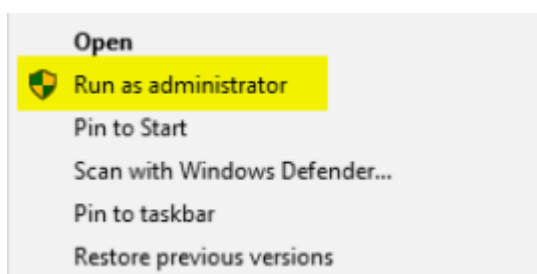 Open
Run as administrator
Pin to Start
Scan with Windows Defender...
Pin to taskbar
Restore previous versions